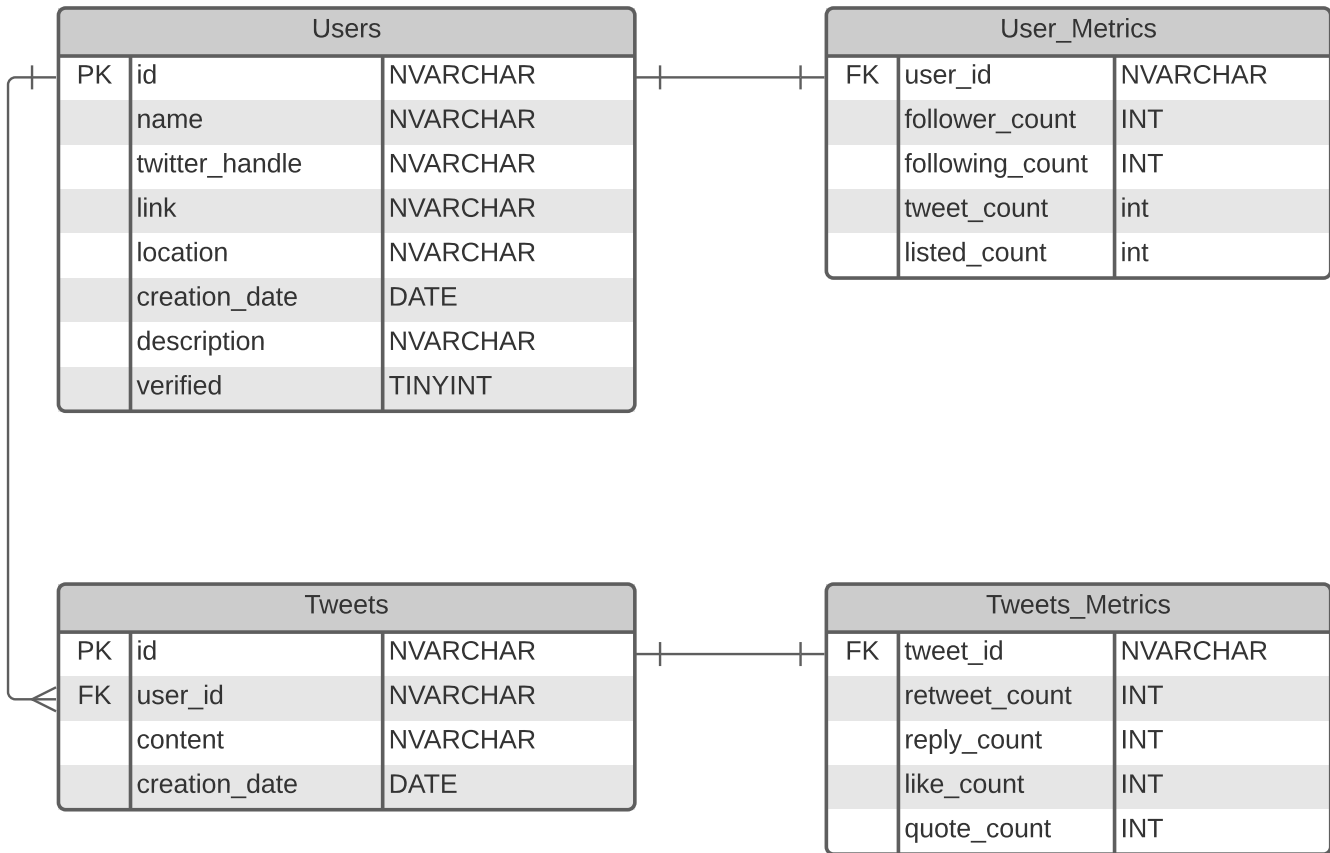 Users
PK id NVARCHAR
name NVARCHAR
twitter_handle NVARCHAR
link NVARCHAR
location NVARCHAR
creation_date DATE
description NVARCHAR
verified TINYINT
User_Metrics
FK user_id NVARCHAR
follower_count INT
following_count INT
tweet_count int
listed_count int
Tweets
PK id NVARCHAR
FK user_id NVARCHAR
content NVARCHAR
creation_date DATE
Tweets_Metrics
FK tweet_id NVARCHAR
retweet_count INT
reply_count INT
like_count INT
quote_count INT